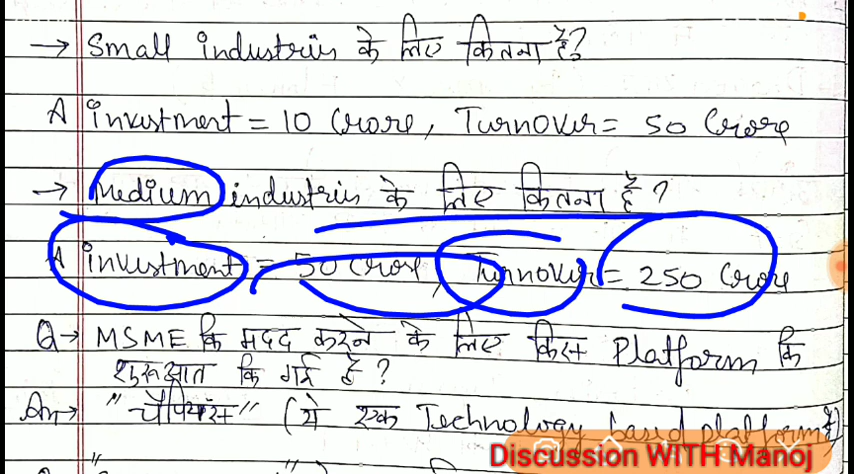 → Small industries के लिए कितना है?
A investment = 10 Crore, Turnover = 50 Crore
→ Medium industries के लिए कितना है?
A investment = 50 Crore, Turnover = 250 Crore
Q→ MSME कि मदद करने के लिए किस Platform कि
शुरूआत कि गई है?
Ans→ "चैंपियंस" (ये एक Technology based platform है)
Discussion WITH Manoj